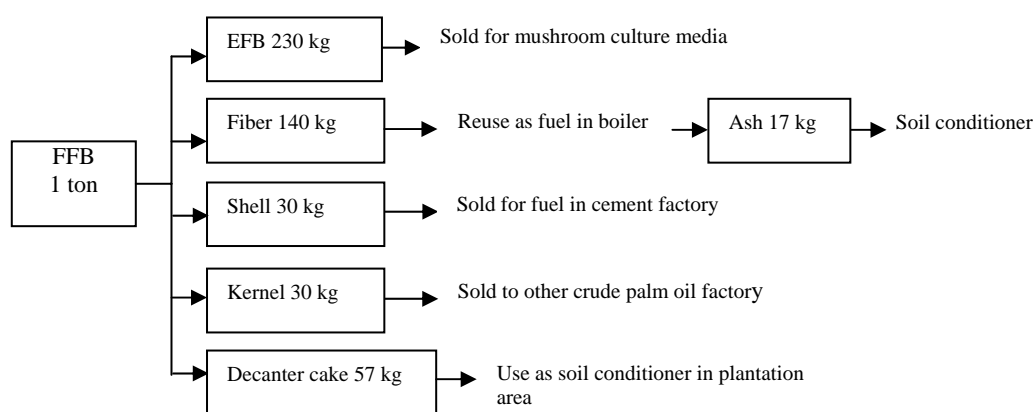 EFB 230 kg
Sold for mushroom culture media
Fiber 140 kg
Reuse as fuel in boiler
Ash 17 kg
Soil conditioner
FFB
1 ton
Shell 30 kg
Sold for fuel in cement factory
Kernel 30 kg
Sold to other crude palm oil factory
Decanter cake 57 kg
Use as soil conditioner in plantation
area